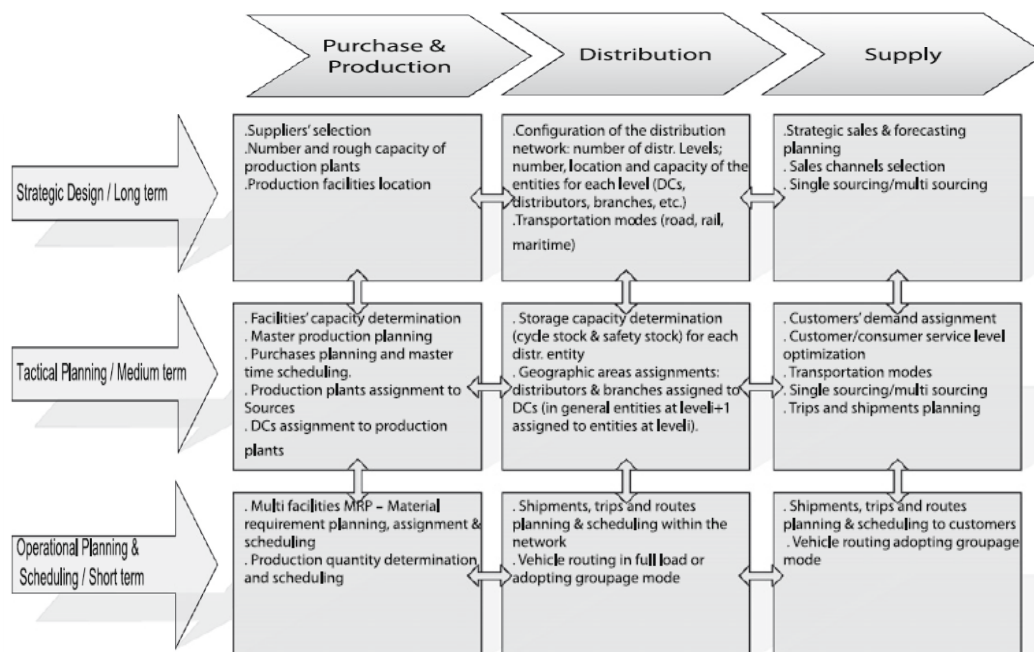 Purchase &
Production
Distribution
Supply
Strategic Design / Long term
.Suppliers' selection
.Number and rough capacity of
production plants
.Production facilities location
.Configuration of the distribution
network: number of distr. Levels;
number, location and capacity of the
entities for each level (DCs,
distributors, branches, etc.)
.Transportation modes (road, rail,
maritime)
.Strategic sales & forecasting
planning
. Sales channels selection
. Single sourcing/multi sourcing
Tactical Planning / Medium term
. Facilities' capacity determination
. Master production planning
. Purchases planning and master
time scheduling.
. Production plants assignment to
Sources
. DCs assignment to production
plants
. Storage capacity determination
(cycle stock & safety stock) for each
distr. entity
. Geographic areas assignments:
distributors & branches assigned to
DCs (in general entities at leveli+1
assigned to entities at leveli).
. Customers' demand assignment
. Customer/consumer service level
optimization
. Transportation modes
. Single sourcing/multi sourcing
. Trips and shipments planning
Operational Planning &
Scheduling / Short term
. Multi facilities MRP – Material
requirement planning, assignment &
scheduling
. Production quantity determination
and scheduling
. Shipments, trips and routes
planning & scheduling within the
network
. Vehicle routing in full load or
adopting groupage mode
. Shipments, trips and routes
planning & scheduling to customers
. Vehicle routing adopting groupage
mode